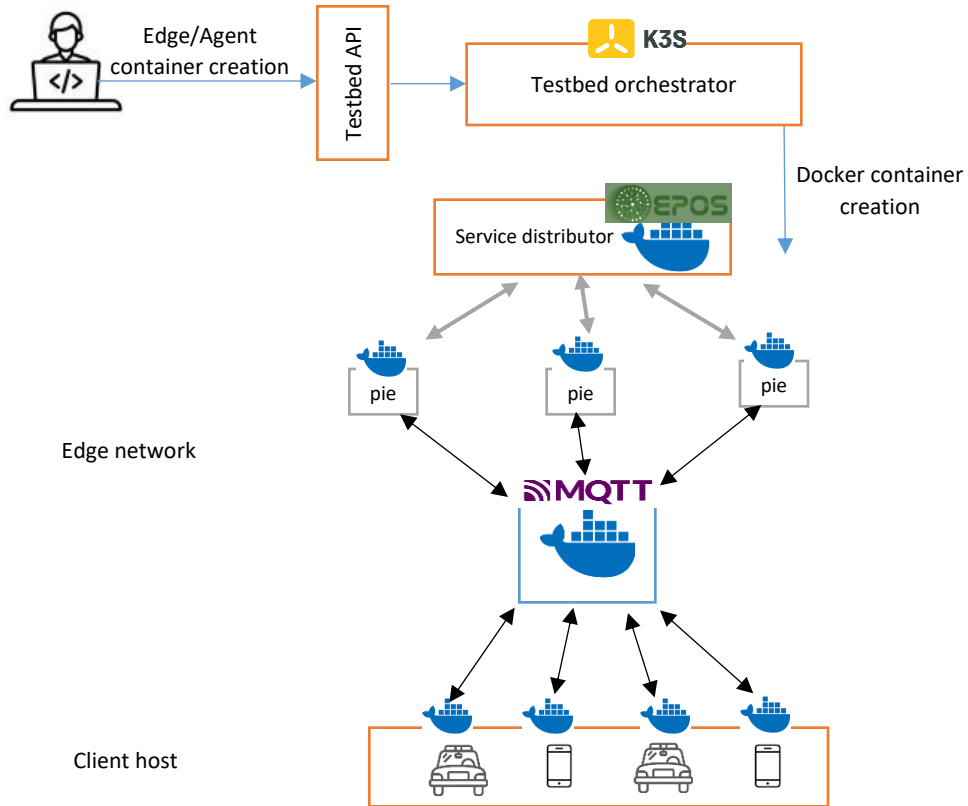 Edge/Agent
container creation
Testbed API
K3S
Testbed orchestrator
Docker container
creation
EPOS
Service distributor
pie
pie
pie
Edge network
MQTT
Client host